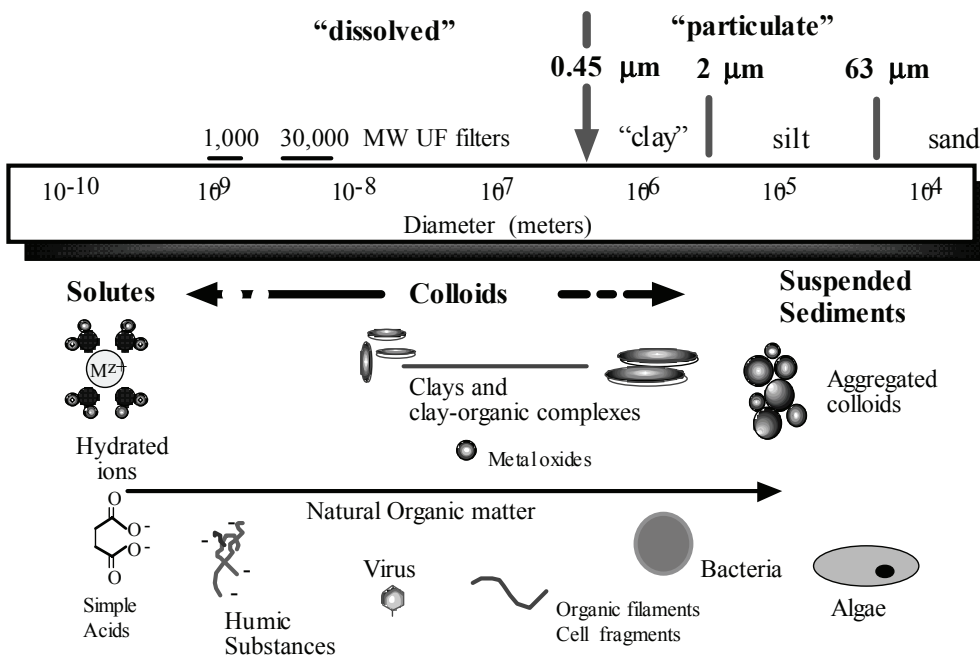 “dissolved” “particulate”
0.45 μm 2 μm 63 μm
1,000 30,000 MW UF filters “clay” silt sand
10-10 10-9 10-8 10-7 10-6 10-5 10-4
Diameter (meters)
Solutes Colloids Suspended
Sediments
Mz+
Clays and
clay-organic complexes
Aggregated
colloids
Hydrated
ions
Metal oxides
Natural Organic matter
O
O -
O -
O
Simple
Acids
- - - -
Humic
Substances
Virus
Organic filaments
Cell fragments
Bacteria
Algae